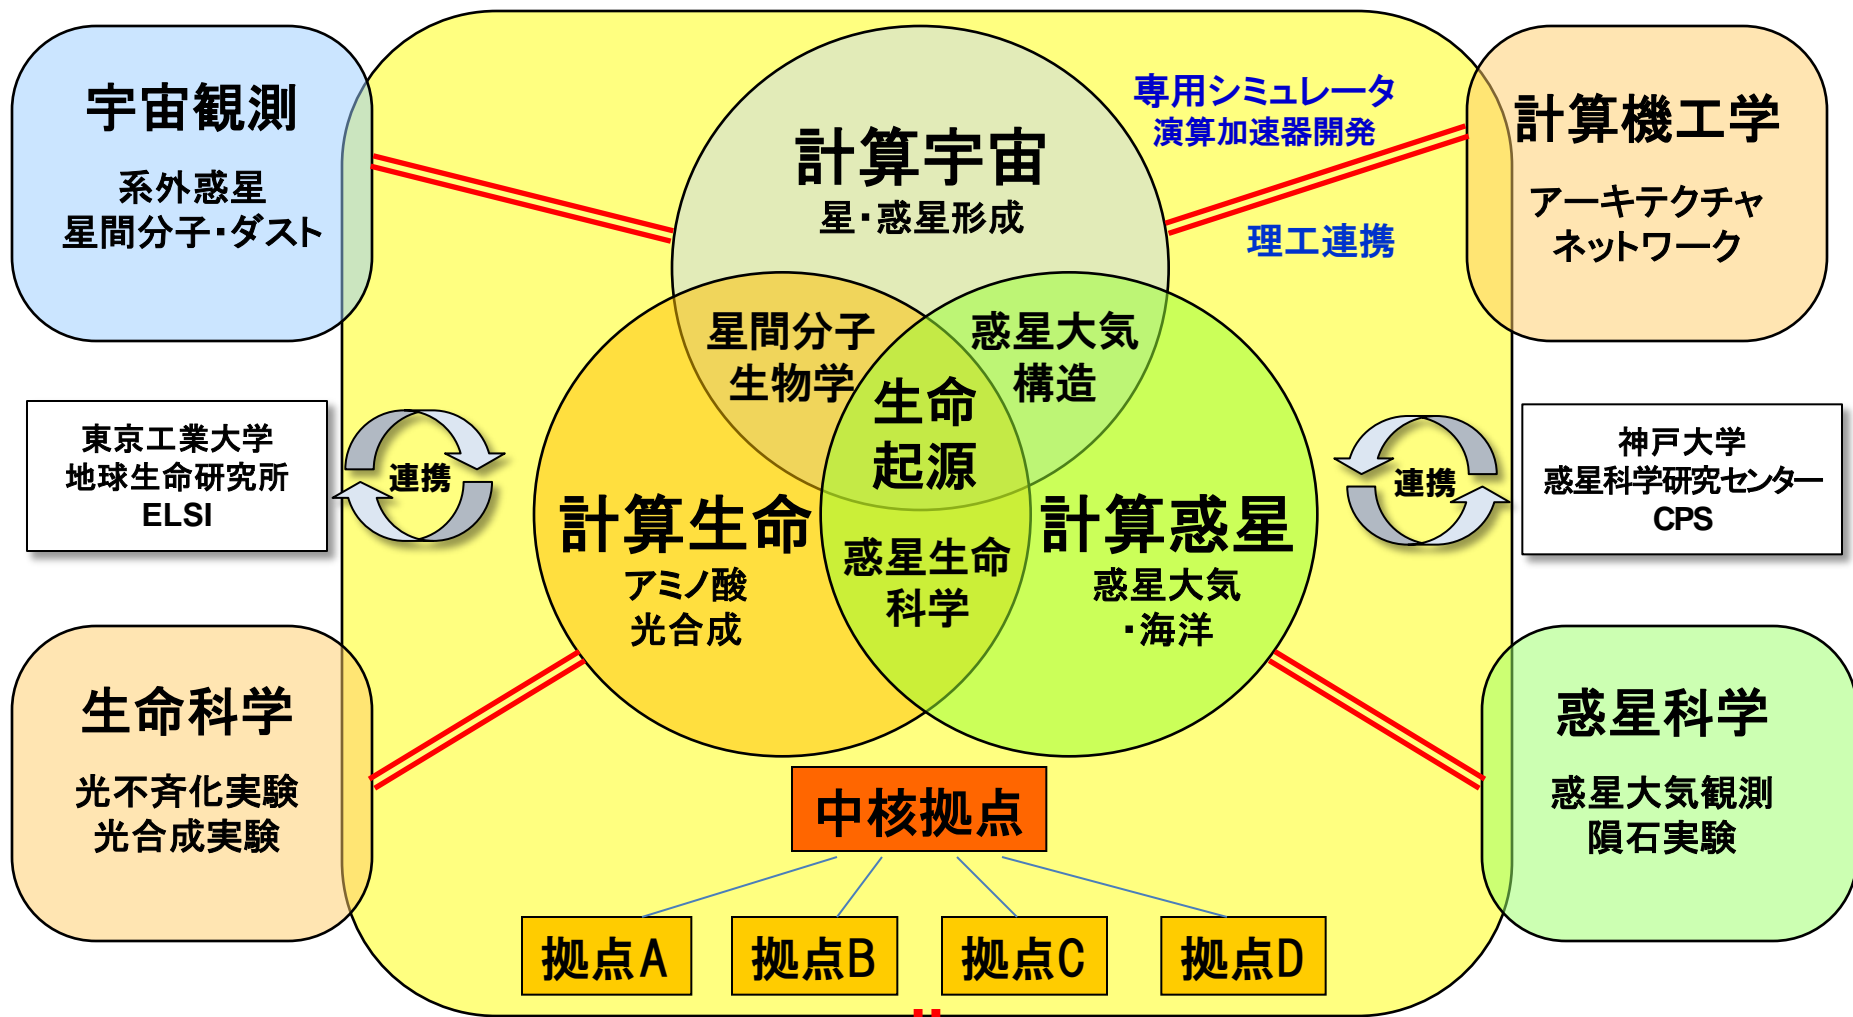 宇宙観測
系外惑星
星間分子・ダスト
計算宇宙
星・惑星形成
専用シミュレータ
演算加速器開発
理工連携
計算機工学
アーキテクチャ
ネットワーク
星間分子
生物学
惑星大気
構造
生命
起源
東京工業大学
地球生命研究所
ELSI
連携
連携
神戸大学
惑星科学研究センター
CPS
計算生命
アミノ酸
光合成
惑星生命
科学
計算惑星
惑星大気
・海洋
生命科学
光不斉化実験
光合成実験
惑星科学
惑星大気観測
隕石実験
中核拠点
拠点A
拠点B
拠点C
拠点D